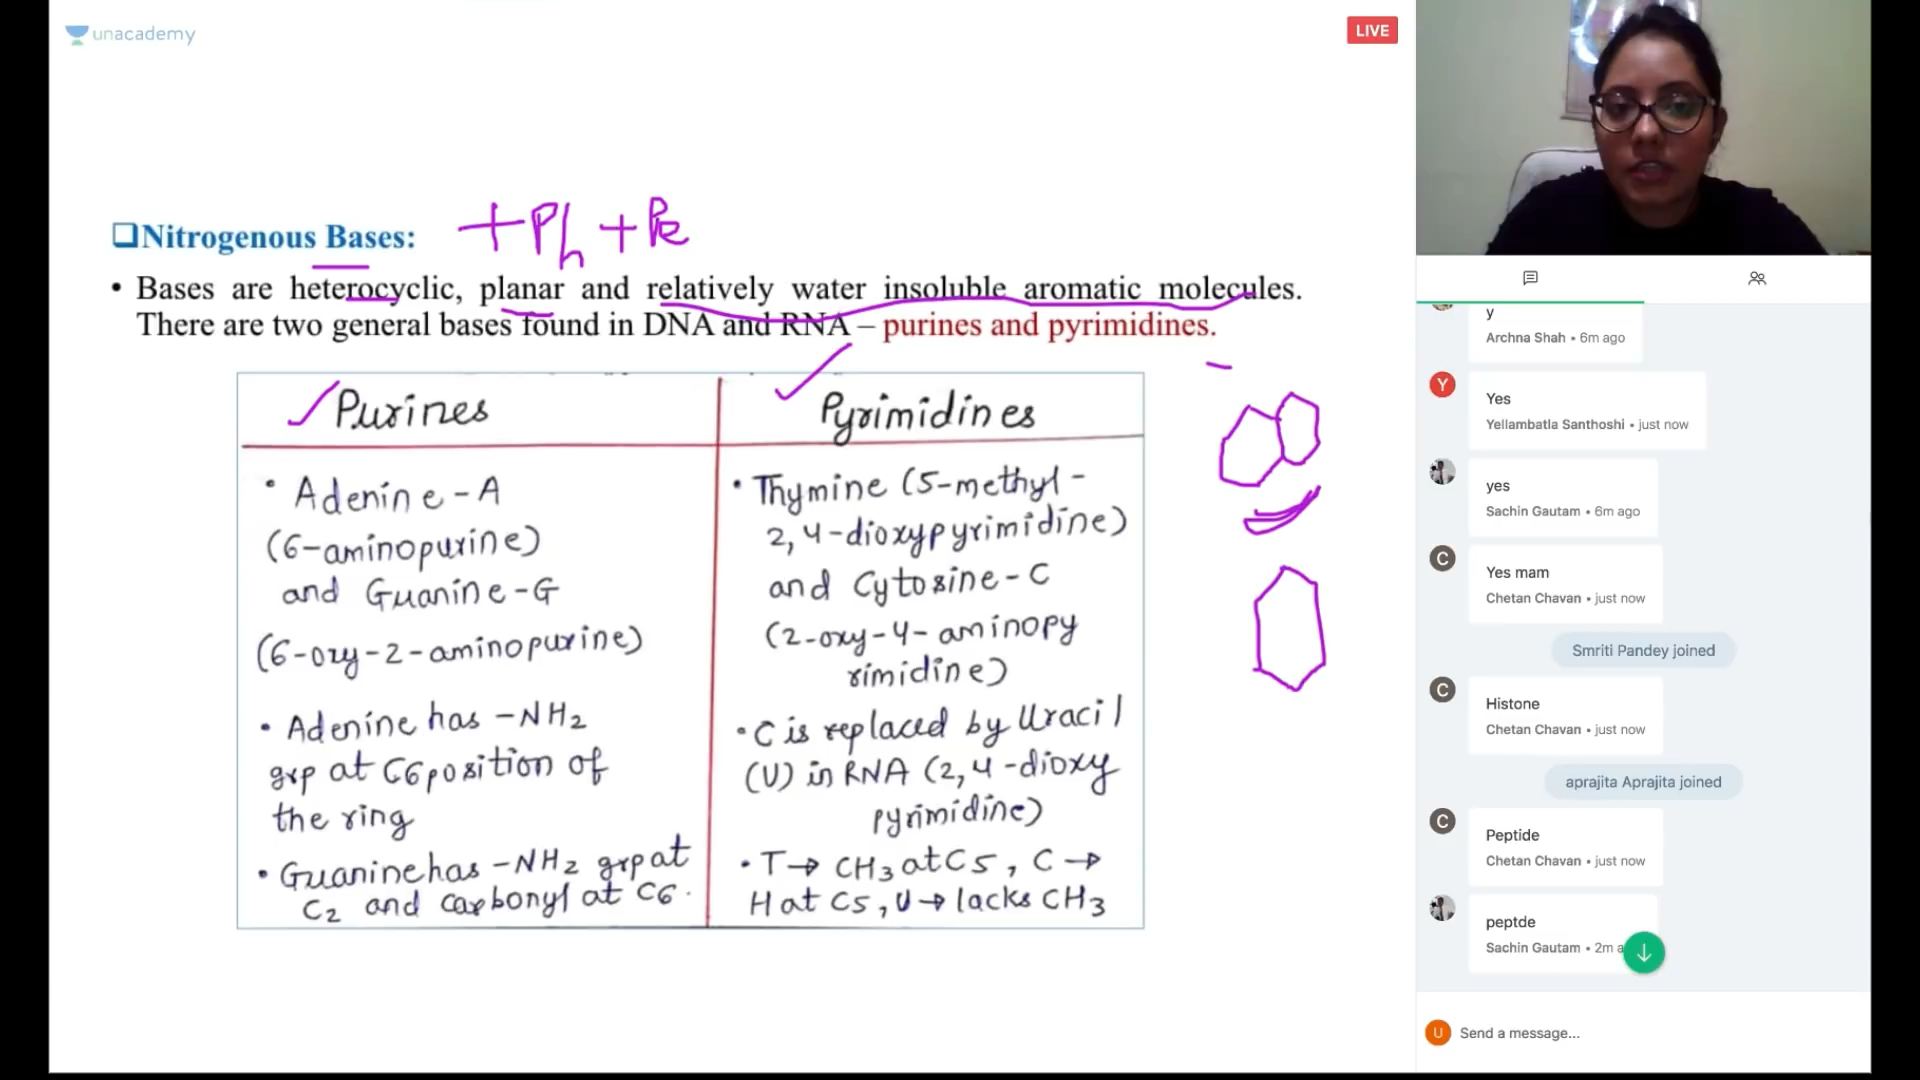 unacademy
LIVE
❑Nitrogenous Bases: +Ph +Pe
• Bases are heterocyclic, planar and relatively water insoluble aromatic molecules.
There are two general bases found in DNA and RNA – purines and pyrimidines.
Purines
• Adenine - A
(6-aminopurine)
and Guanine - G
(6-oxy-2-aminopurine)
• Adenine has -NH2
grp at C6 position of
the ring
• Guanine has -NH2 grp at
C2 and carbonyl at C6.
Pyrimidines
• Thymine (5-methyl-
2,4-dioxypyrimidine)
and Cytosine - C
(2-oxy-4-aminopy
rimidine)
• C is replaced by Uracil
(U) in RNA (2,4-dioxy
pyrimidine)
• T → CH3 at C5, C →
H at C5, U → lacks CH3
y
Archna Shah • 6m ago
Y
Yes
Yellambatla Santhoshi • just now
yes
Sachin Gautam • 6m ago
C
Yes mam
Chetan Chavan • just now
Smriti Pandey joined
C
Histone
Chetan Chavan • just now
aprajita Aprajita joined
C
Peptide
Chetan Chavan • just now
peptde
Sachin Gautam • 2m a
U
Send a message...